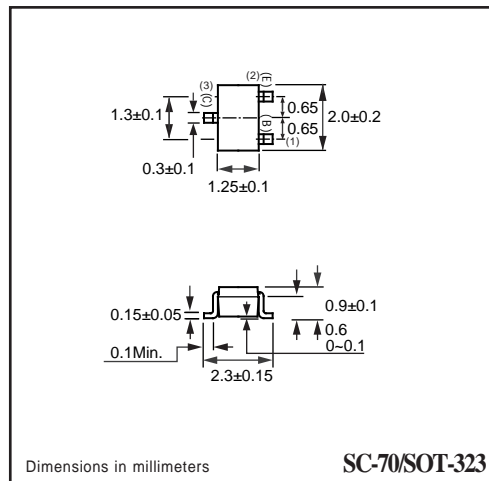 (3) (2) (E)
(C)
1.3±0.1 0.65 2.0±0.2
(B) 0.65
0.3±0.1 (1)
1.25±0.1
0.15±0.05 0.9±0.1
0.6
0.1Min. 0~0.1
2.3±0.15
Dimensions in millimeters SC-70/SOT-323